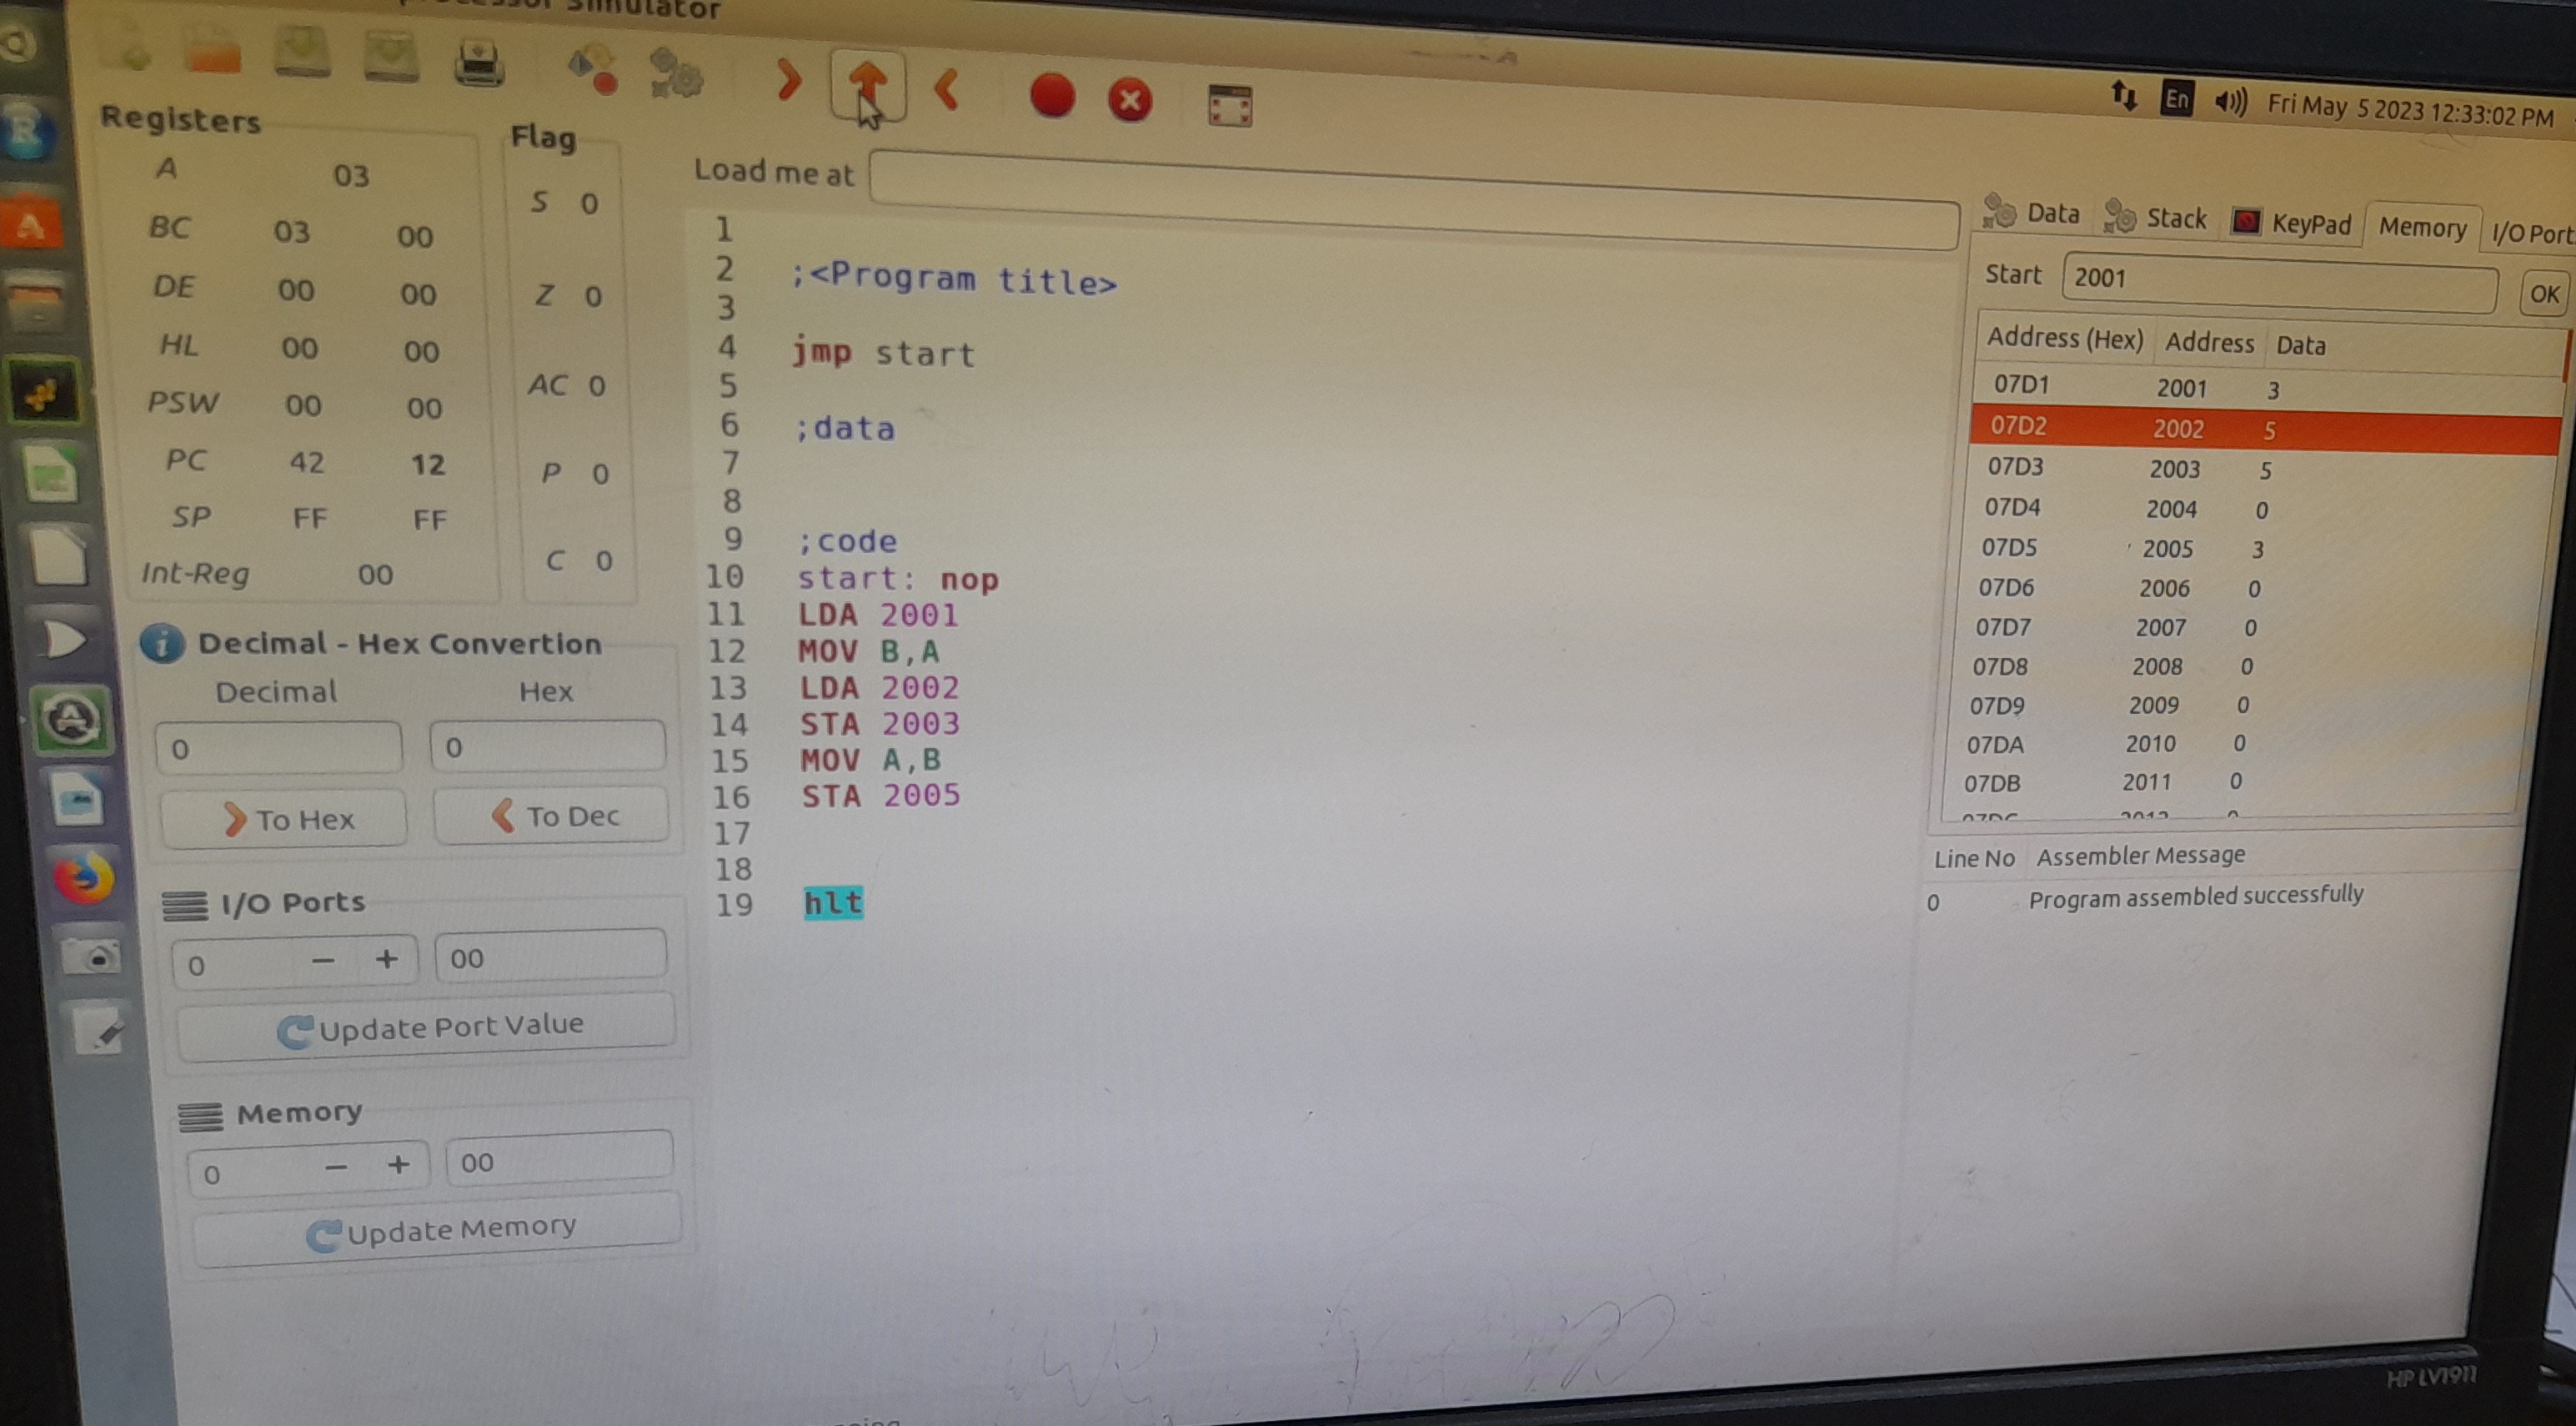 Simulator
En Fri May 5 2023 12:33:02 PM
Registers
A 03
BC 03 00
DE 00 00
HL 00 00
PSW 00 00
PC 42 12
SP FF FF
Int-Reg 00
Flag
S 0
Z 0
AC 0
P 0
C 0
Decimal - Hex Convertion
Decimal Hex
0 0
To Hex To Dec
I/O Ports
0 − + 00
Update Port Value
Memory
0 − + 00
Update Memory
Load me at
1
2 ;<Program title>
3
4 jmp start
5
6 ;data
7
8
9 ;code
10 start: nop
11 LDA 2001
12 MOV B,A
13 LDA 2002
14 STA 2003
15 MOV A,B
16 STA 2005
17
18
19 hlt
Data Stack KeyPad Memory I/O Port
Start 2001 OK
Address (Hex) Address Data
07D1 2001 3
07D2 2002 5
07D3 2003 5
07D4 2004 0
07D5 2005 3
07D6 2006 0
07D7 2007 0
07D8 2008 0
07D9 2009 0
07DA 2010 0
07DB 2011 0
Line No Assembler Message
0 Program assembled successfully
HP LV1911